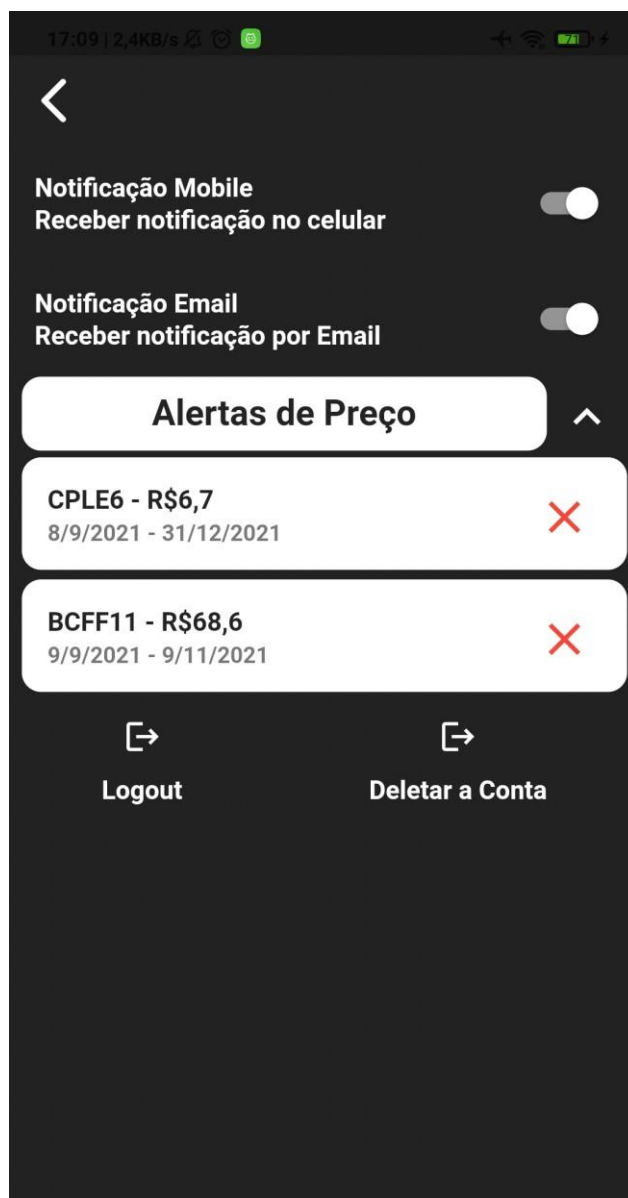 17:09 | 2,4KB/s
71
Notificação Mobile
Receber notificação no celular
Notificação Email
Receber notificação por Email
Alertas de Preço
CPLE6 - R$6,7
8/9/2021 - 31/12/2021
BCFF11 - R$68,6
9/9/2021 - 9/11/2021
Logout
Deletar a Conta